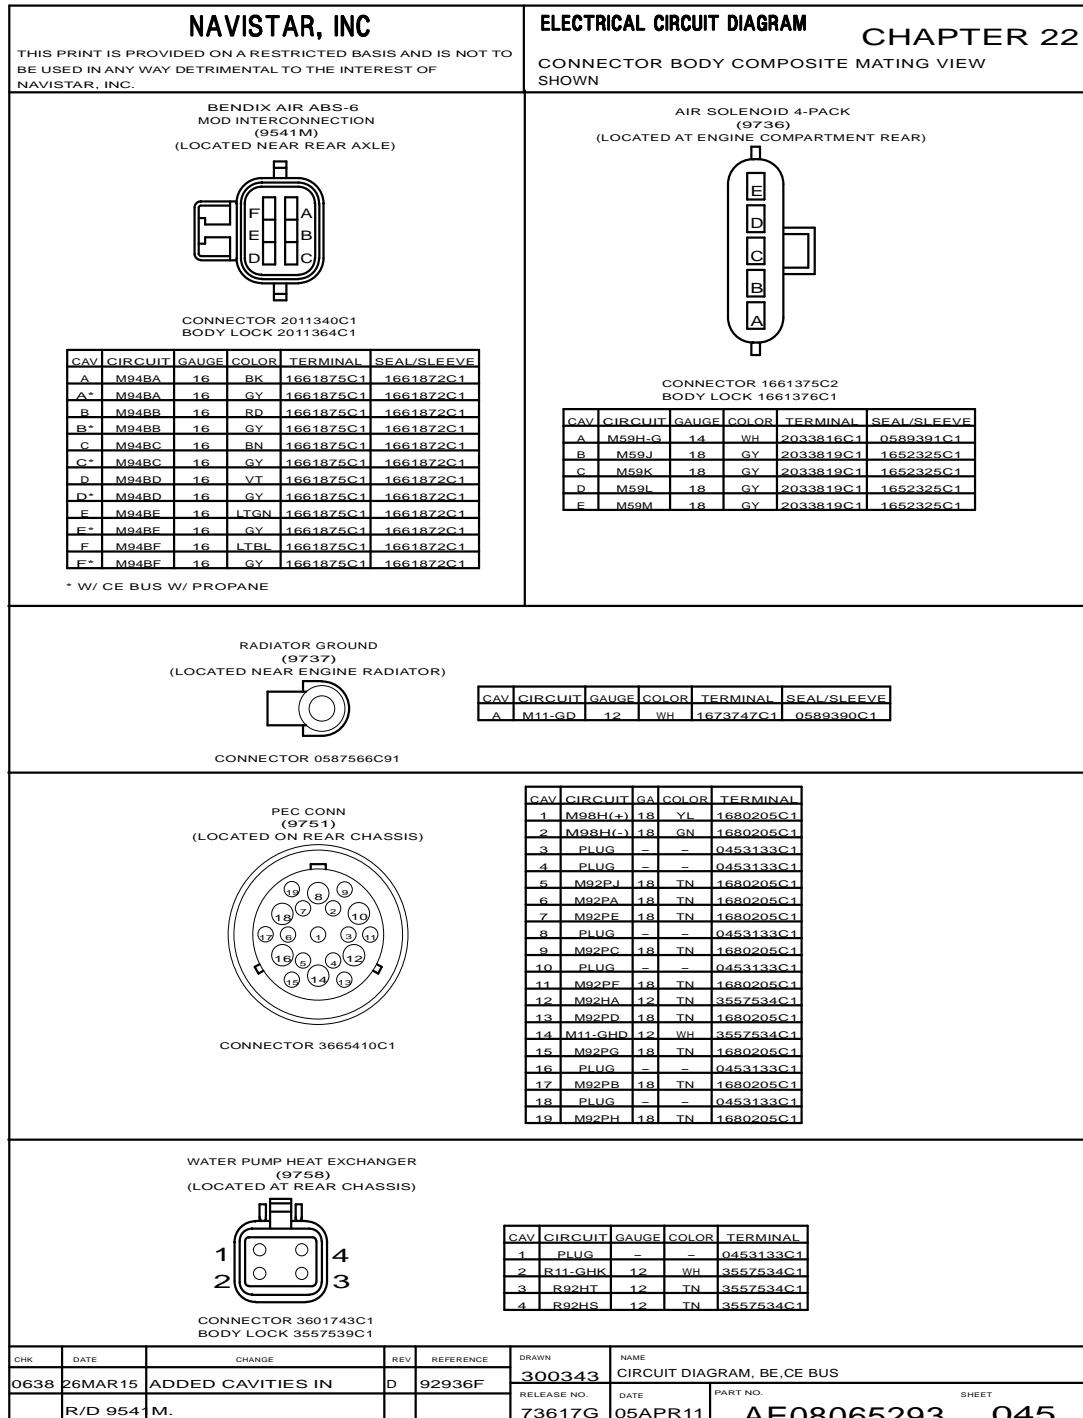 NAVISTAR, INC
THIS PRINT IS PROVIDED ON A RESTRICTED BASIS AND IS NOT TO
BE USED IN ANY WAY DETRIMENTAL TO THE INTEREST OF
NAVISTAR, INC.
ELECTRICAL CIRCUIT DIAGRAM
CHAPTER 22
CONNECTOR BODY COMPOSITE MATING VIEW
SHOWN
BENDIX AIR ABS-6
MOD INTERCONNECTION
(9541M)
(LOCATED NEAR REAR AXLE)
F A
E B
D C
CONNECTOR 2011340C1
BODY LOCK 2011364C1
CAV CIRCUIT GAUGE COLOR TERMINAL SEAL/SLEEVE
A M94BA 16 BK 1661875C1 1661872C1
A* M94BA 16 GY 1661875C1 1661872C1
B M94BB 16 RD 1661875C1 1661872C1
B* M94BB 16 GY 1661875C1 1661872C1
C M94BC 16 BN 1661875C1 1661872C1
C* M94BC 16 GY 1661875C1 1661872C1
D M94BD 16 VT 1661875C1 1661872C1
D* M94BD 16 GY 1661875C1 1661872C1
E M94BE 16 LTGN 1661875C1 1661872C1
E* M94BE 16 GY 1661875C1 1661872C1
F M94BF 16 LTBL 1661875C1 1661872C1
F* M94BF 16 GY 1661875C1 1661872C1
* W/ CE BUS W/ PROPANE
AIR SOLENOID 4-PACK
(9736)
(LOCATED AT ENGINE COMPARTMENT REAR)
E
D
C
B
A
CONNECTOR 1661375C2
BODY LOCK 1661376C1
CAV CIRCUIT GAUGE COLOR TERMINAL SEAL/SLEEVE
A M59H-G 14 WH 2033816C1 0589391C1
B M59J 18 GY 2033819C1 1652325C1
C M59K 18 GY 2033819C1 1652325C1
D M59L 18 GY 2033819C1 1652325C1
E M59M 18 GY 2033819C1 1652325C1
RADIATOR GROUND
(9737)
(LOCATED NEAR ENGINE RADIATOR)
CONNECTOR 0587566C91
CAV CIRCUIT GAUGE COLOR TERMINAL SEAL/SLEEVE
A M11-GD 12 WH 1673747C1 0589390C1
PEC CONN
(9751)
(LOCATED ON REAR CHASSIS)
19 8 9
18 7 2 10
17 6 1 3 11
16 5 4 12
15 14 13
CONNECTOR 3665410C1
CAV CIRCUIT GA COLOR TERMINAL
1 M98H(+) 18 YL 1680205C1
2 M98H(-) 18 GN 1680205C1
3 PLUG – – 0453133C1
4 PLUG – – 0453133C1
5 M92PJ 18 TN 1680205C1
6 M92PA 18 TN 1680205C1
7 M92PE 18 TN 1680205C1
8 PLUG – – 0453133C1
9 M92PC 18 TN 1680205C1
10 PLUG – – 0453133C1
11 M92PF 18 TN 1680205C1
12 M92HA 12 TN 3557534C1
13 M92PD 18 TN 1680205C1
14 M11-GHD 12 WH 3557534C1
15 M92PG 18 TN 1680205C1
16 PLUG – – 0453133C1
17 M92PB 18 TN 1680205C1
18 PLUG – – 0453133C1
19 M92PH 18 TN 1680205C1
WATER PUMP HEAT EXCHANGER
(9758)
(LOCATED AT REAR CHASSIS)
1 4
2 3
CONNECTOR 3601743C1
BODY LOCK 3557539C1
CAV CIRCUIT GAUGE COLOR TERMINAL
1 PLUG – – 0453133C1
2 R11-GHK 12 WH 3557534C1
3 R92HT 12 TN 3557534C1
4 R92HS 12 TN 3557534C1
CHK DATE CHANGE REV REFERENCE
0638 26MAR15 ADDED CAVITIES IN D 92936F
R/D 9541M.
DRAWN NAME
300343 CIRCUIT DIAGRAM, BE,CE BUS
RELEASE NO. DATE PART NO. SHEET
73617G 05APR11 AE08065293 045